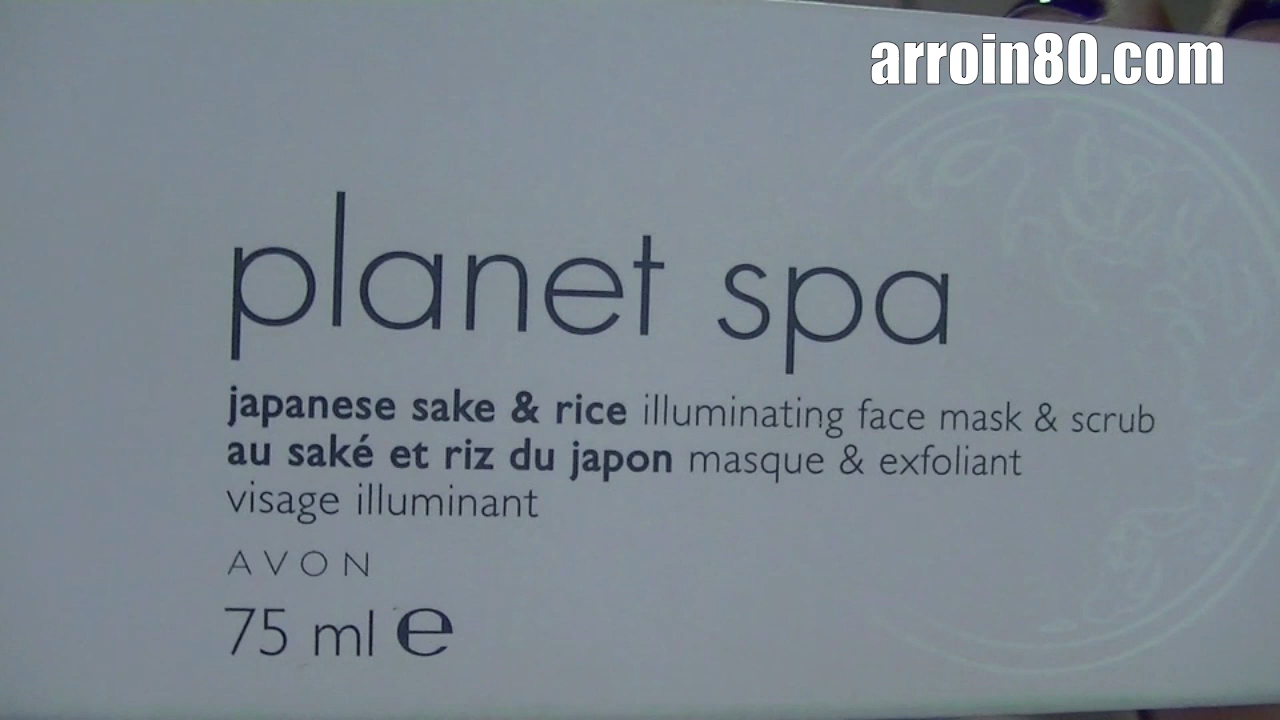 arroin80.com
planet spa
japanese sake & rice illuminating face mask & scrub
au saké et riz du japon masque & exfoliant
visage illuminant
AVON
75 ml e